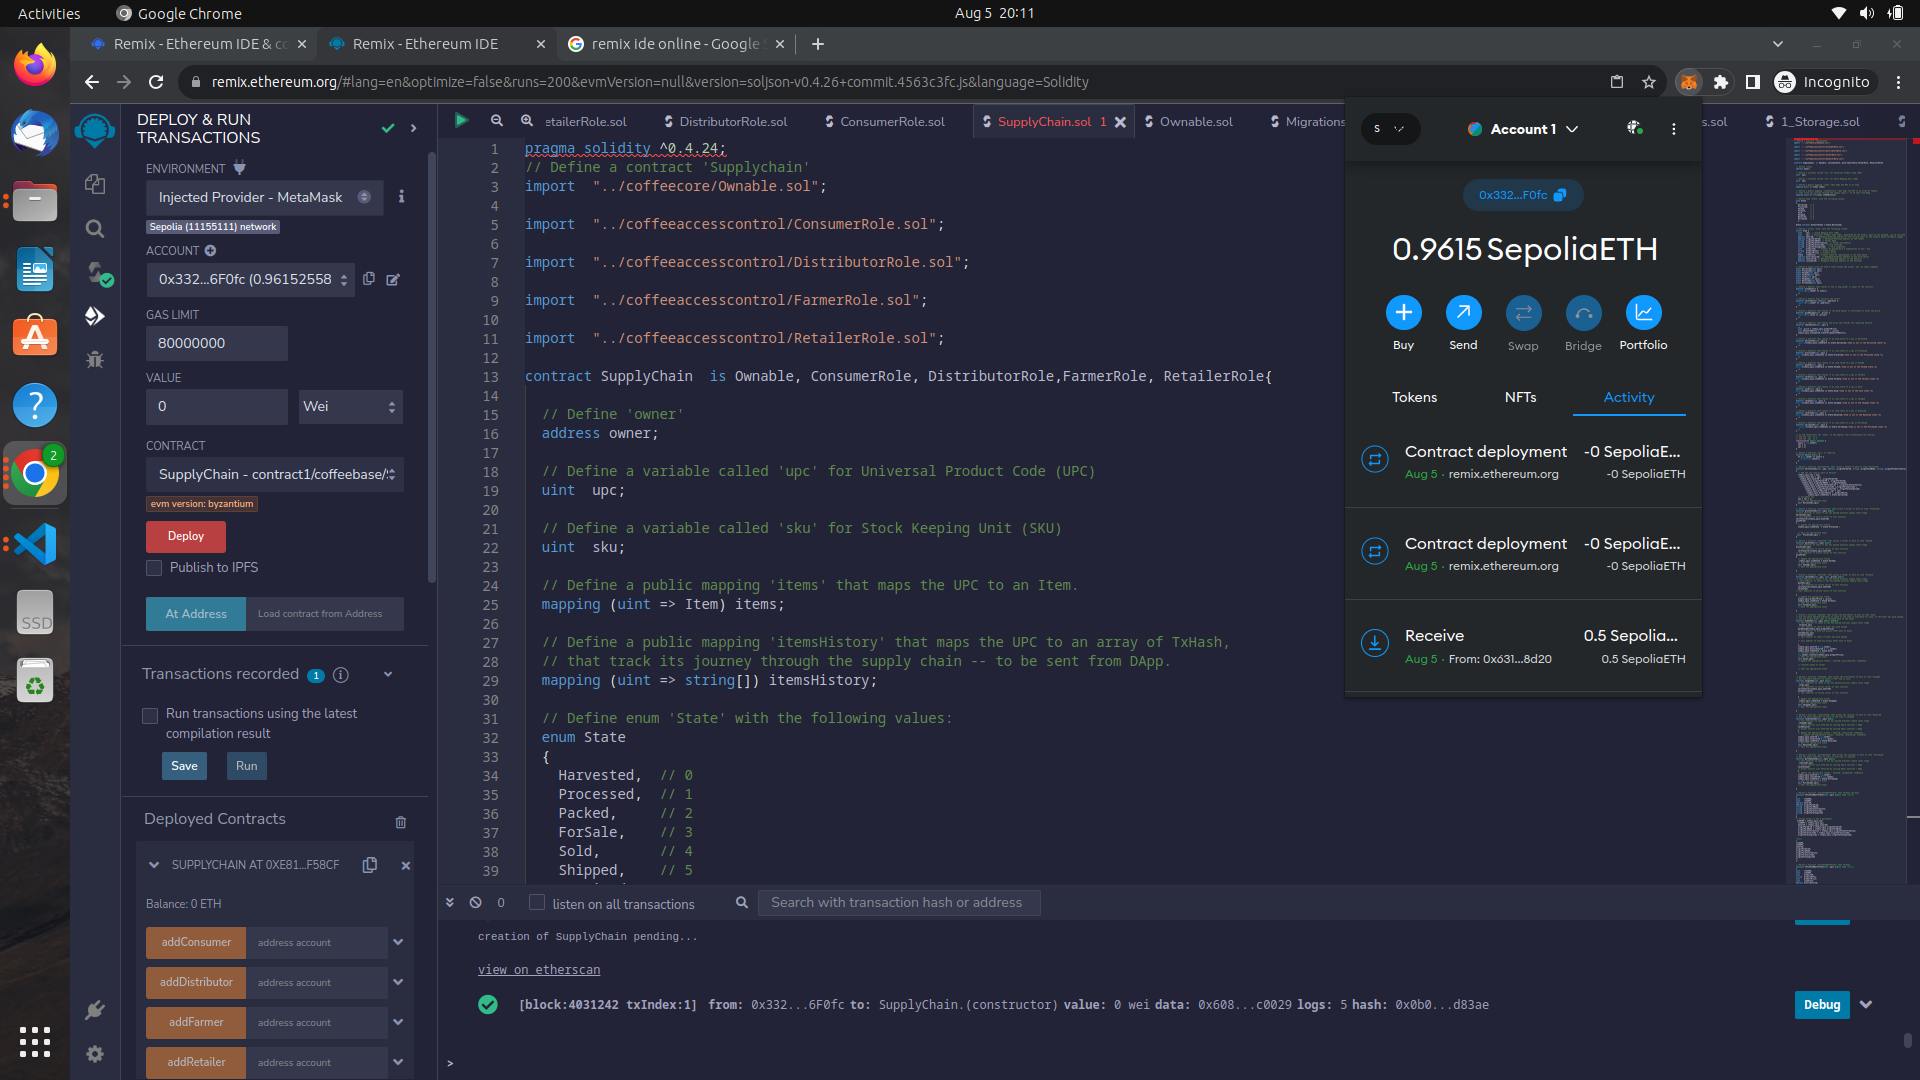 Activities
Google Chrome
Aug 5 20:11
Remix - Ethereum IDE & co
Remix - Ethereum IDE
remix ide online - Google S
remix.ethereum.org/#lang=en&optimize=false&runs=200&evmVersion=null&version=soljson-v0.4.26+commit.4563c3fc.js&language=Solidity
Incognito
DEPLOY & RUN
TRANSACTIONS
ENVIRONMENT
Injected Provider - MetaMask
Sepolia (11155111) network
ACCOUNT
0x332...6F0fc (0.96152558
GAS LIMIT
80000000
VALUE
0
Wei
CONTRACT
SupplyChain - contract1/coffeebase/S
evm version: byzantium
Deploy
Publish to IPFS
At Address
Load contract from Address
Transactions recorded 1
Run transactions using the latest
compilation result
Save
Run
Deployed Contracts
SUPPLYCHAIN AT 0XE81...F58CF
Balance: 0 ETH
addConsumer
address account
addDistributor
address account
addFarmer
address account
addRetailer
address account
2
SSD
etailerRole.sol
DistributorRole.sol
ConsumerRole.sol
SupplyChain.sol 1
Ownable.sol
Migrations
s.sol
1_Storage.sol
1 pragma solidity ^0.4.24;
2 // Define a contract 'Supplychain'
3 import "../coffeecore/Ownable.sol";
4
5 import "../coffeeaccesscontrol/ConsumerRole.sol";
6
7 import "../coffeeaccesscontrol/DistributorRole.sol";
8
9 import "../coffeeaccesscontrol/FarmerRole.sol";
10
11 import "../coffeeaccesscontrol/RetailerRole.sol";
12
13 contract SupplyChain is Ownable, ConsumerRole, DistributorRole,FarmerRole, RetailerRole{
14
15 // Define 'owner'
16 address owner;
17
18 // Define a variable called 'upc' for Universal Product Code (UPC)
19 uint upc;
20
21 // Define a variable called 'sku' for Stock Keeping Unit (SKU)
22 uint sku;
23
24 // Define a public mapping 'items' that maps the UPC to an Item.
25 mapping (uint => Item) items;
26
27 // Define a public mapping 'itemsHistory' that maps the UPC to an array of TxHash,
28 // that track its journey through the supply chain -- to be sent from DApp.
29 mapping (uint => string[]) itemsHistory;
30
31 // Define enum 'State' with the following values:
32 enum State
33 {
34 Harvested, // 0
35 Processed, // 1
36 Packed, // 2
37 ForSale, // 3
38 Sold, // 4
39 Shipped, // 5
S
Account 1
0x332...F0fc
0.9615 SepoliaETH
Buy
Send
Swap
Bridge
Portfolio
Tokens
NFTs
Activity
Contract deployment
-0 SepoliaE...
Aug 5 · remix.ethereum.org
-0 SepoliaETH
Contract deployment
-0 SepoliaE...
Aug 5 · remix.ethereum.org
-0 SepoliaETH
Receive
0.5 Sepolia...
Aug 5 · From: 0x631...8d20
0.5 SepoliaETH
0
listen on all transactions
Search with transaction hash or address
creation of SupplyChain pending...
view on etherscan
[block:4031242 txIndex:1] from: 0x332...6F0fc to: SupplyChain.(constructor) value: 0 wei data: 0x608...c0029 logs: 5 hash: 0x0b0...d83ae
Debug
>